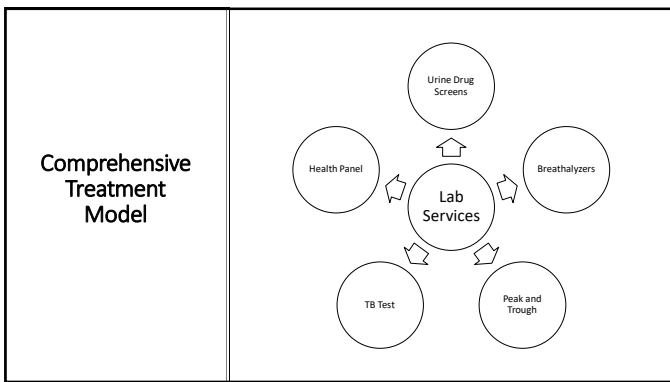 Comprehensive
Treatment
Model
Urine Drug
Screens
Health Panel
Breathalyzers
Lab
Services
TB Test
Peak and
Trough